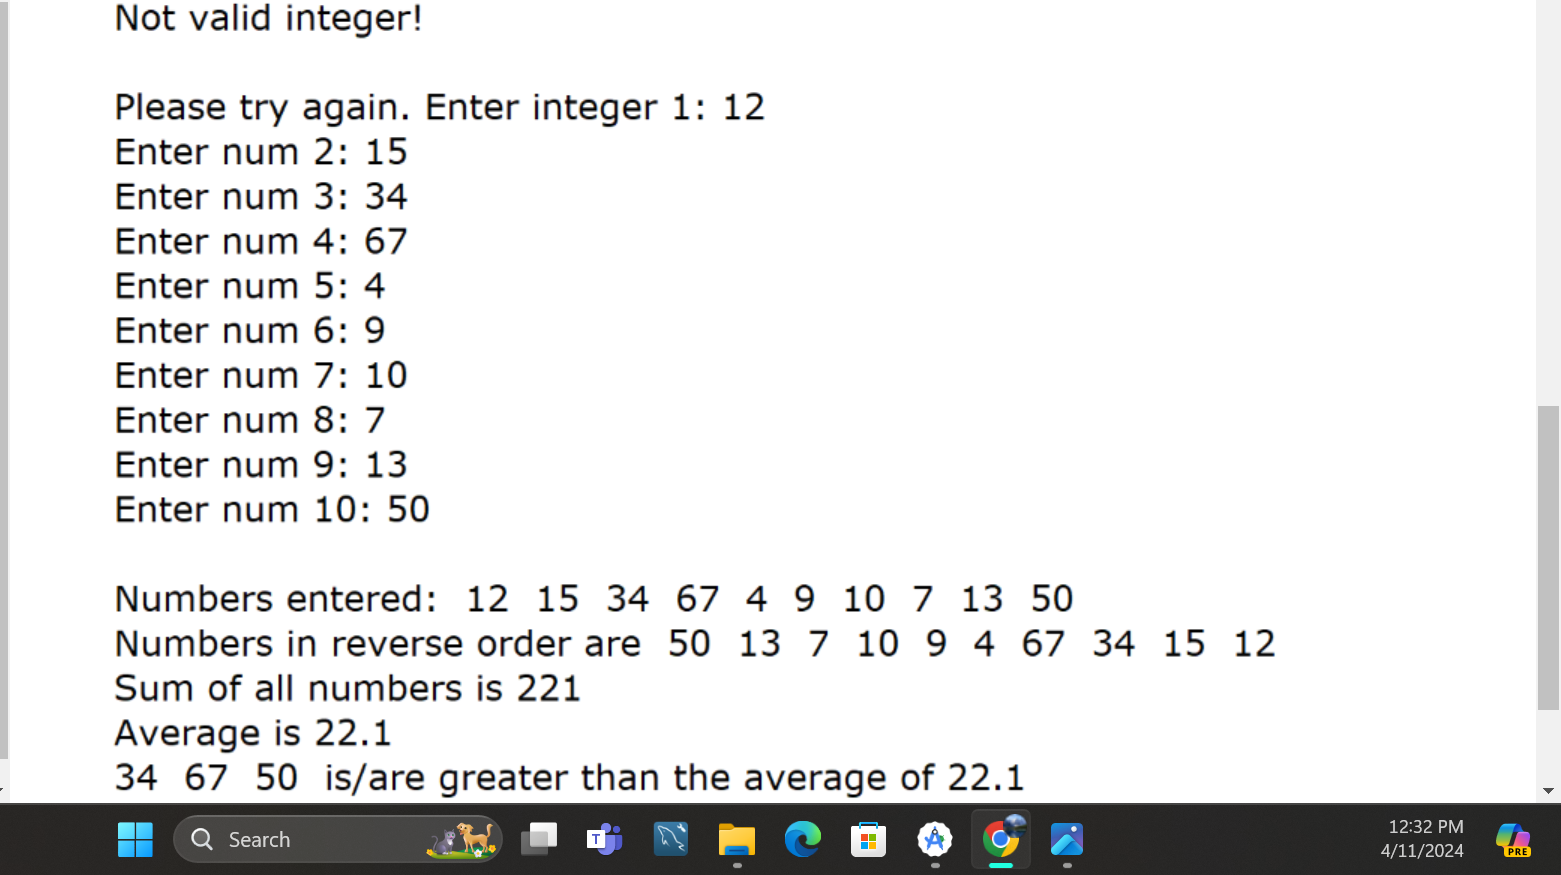 Not valid integer!
Please try again. Enter integer 1: 12
Enter num 2: 15
Enter num 3: 34
Enter num 4: 67
Enter num 5: 4
Enter num 6: 9
Enter num 7: 10
Enter num 8: 7
Enter num 9: 13
Enter num 10: 50
Numbers entered:  12  15  34  67  4  9  10  7  13  50
Numbers in reverse order are  50  13  7  10  9  4  67  34  15  12
Sum of all numbers is 221
Average is 22.1
34  67  50  is/are greater than the average of 22.1
Search
T
12:32 PM
4/11/2024
PRE